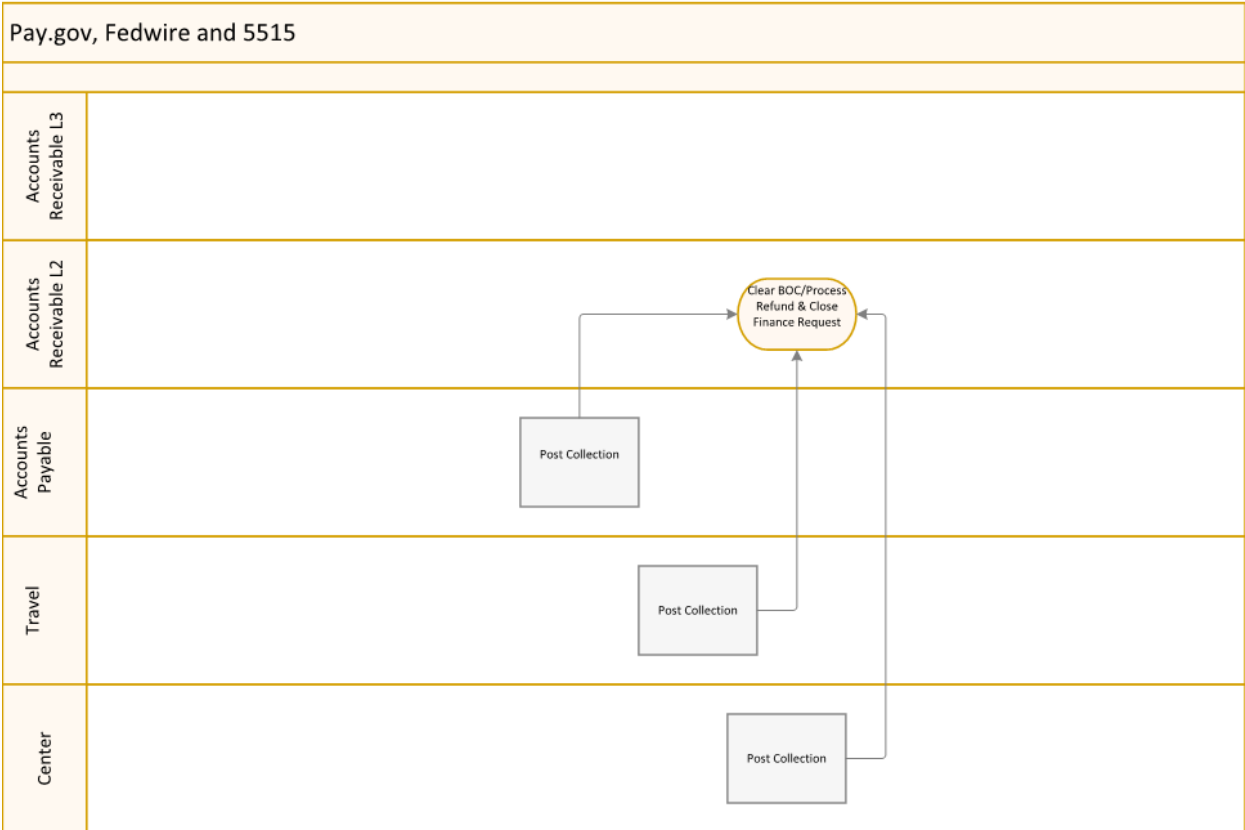 Pay.gov, Fedwire and 5515
Accounts
Receivable L3
Accounts
Receivable L2
Clear BOC/Process
Refund & Close
Finance Request
Accounts
Payable
Post Collection
Travel
Post Collection
Center
Post Collection